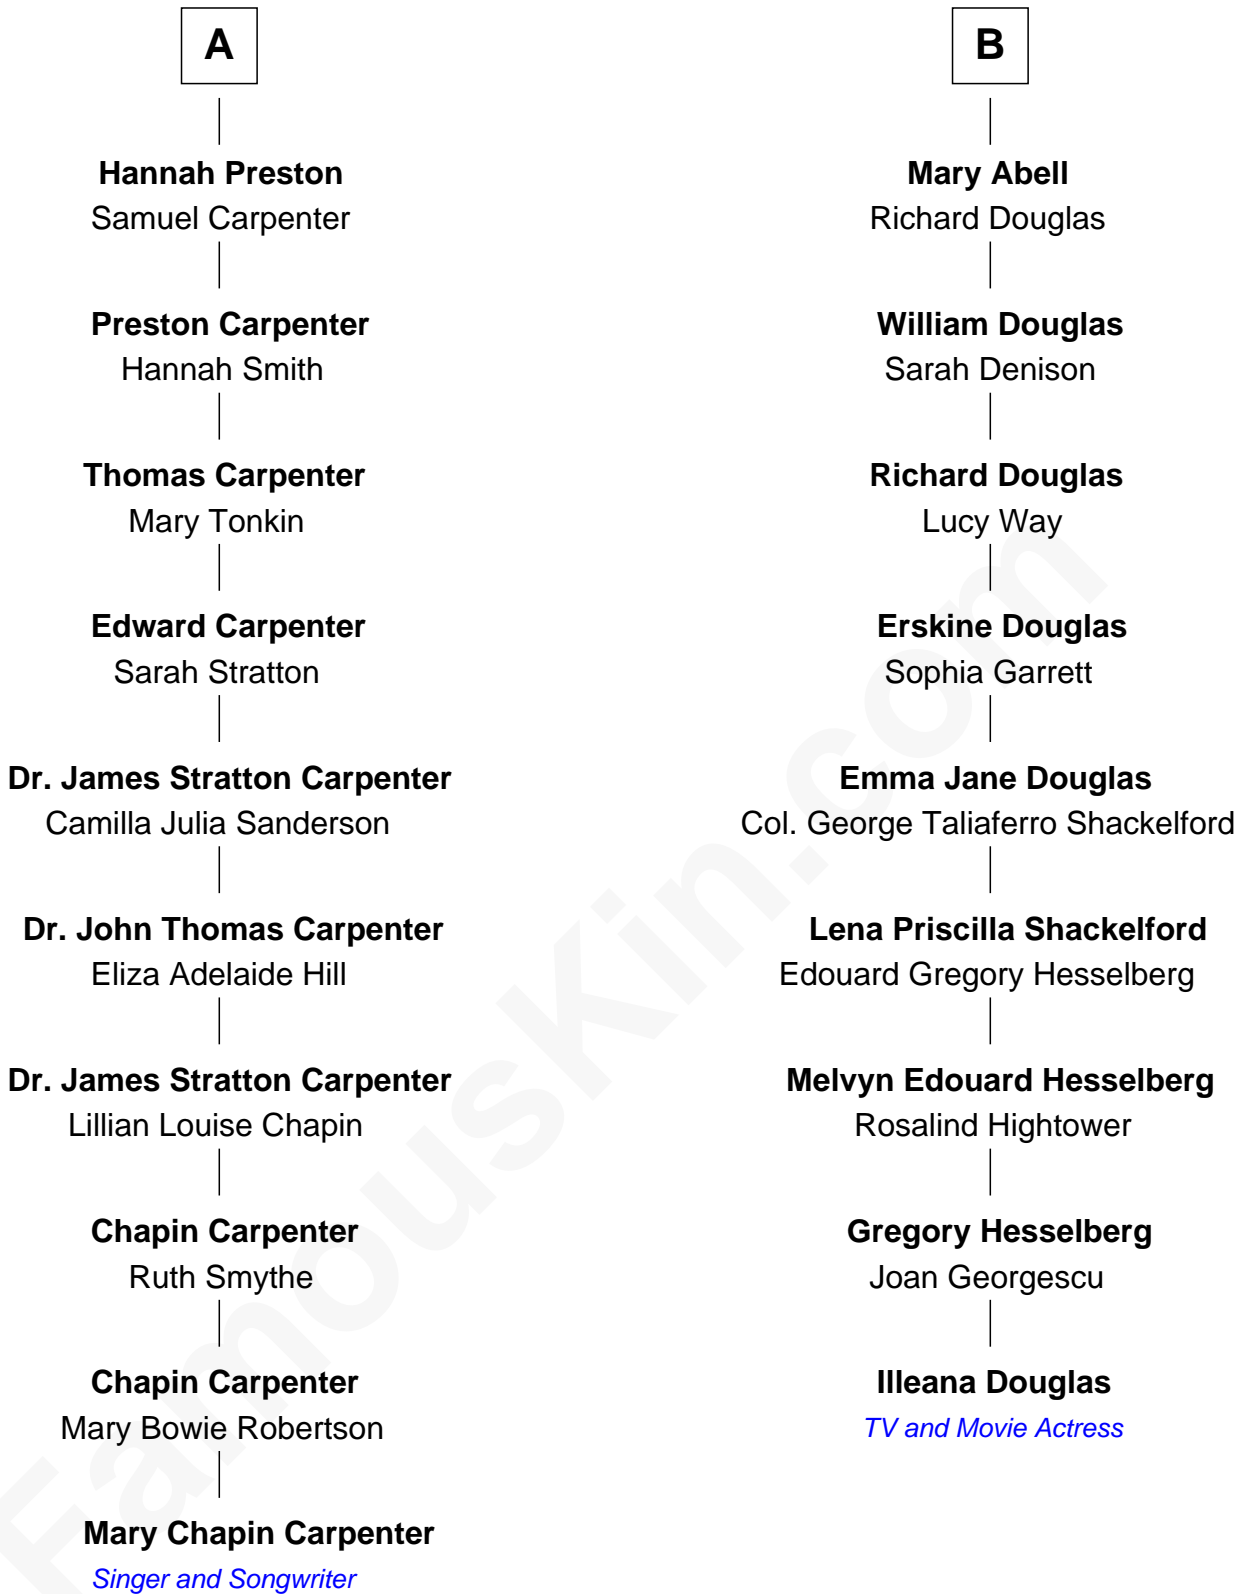 A
Hannah Preston
Samuel Carpenter
Preston Carpenter
Hannah Smith
Thomas Carpenter
Mary Tonkin
Edward Carpenter
Sarah Stratton
Dr. James Stratton Carpenter
Camilla Julia Sanderson
Dr. John Thomas Carpenter
Eliza Adelaide Hill
Dr. James Stratton Carpenter
Lillian Louise Chapin
Chapin Carpenter
Ruth Smythe
Chapin Carpenter
Mary Bowie Robertson
Mary Chapin Carpenter
Singer and Songwriter
B
Mary Abell
Richard Douglas
William Douglas
Sarah Denison
Richard Douglas
Lucy Way
Erskine Douglas
Sophia Garrett
Emma Jane Douglas
Col. George Taliaferro Shackelford
Lena Priscilla Shackelford
Edouard Gregory Hesselberg
Melvyn Edouard Hesselberg
Rosalind Hightower
Gregory Hesselberg
Joan Georgescu
Illeana Douglas
TV and Movie Actress
FamousKin.com